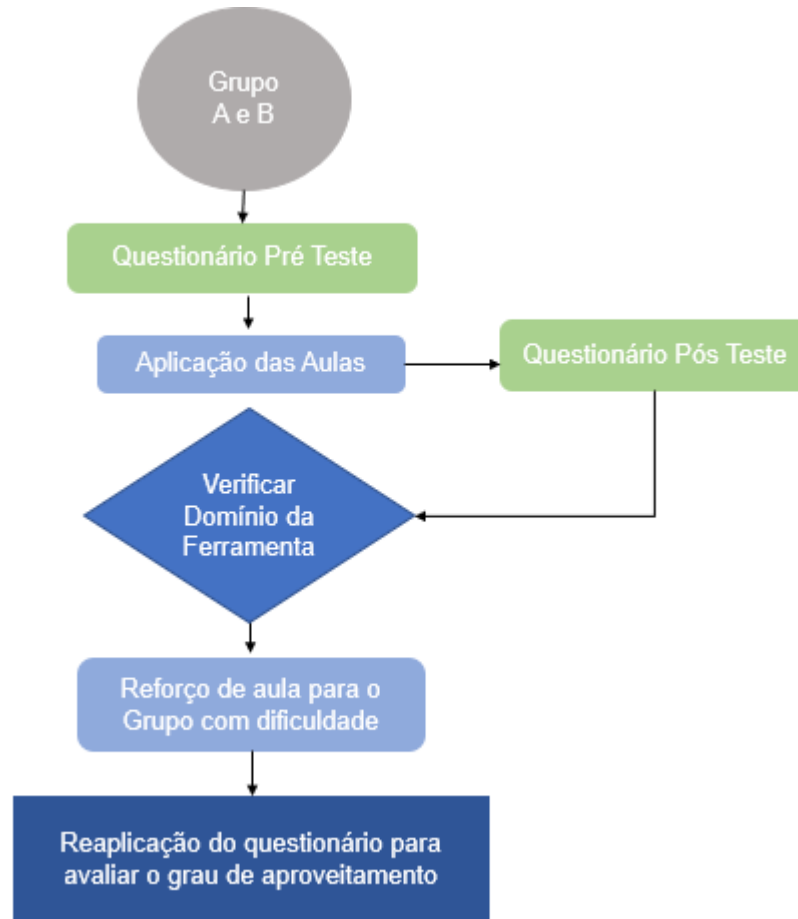 Grupo
A e B
Questionário Pré Teste
Aplicação das Aulas
Questionário Pós Teste
Verificar
Domínio da
Ferramenta
Reforço de aula para o
Grupo com dificuldade
Reaplicação do questionário para
avaliar o grau de aproveitamento